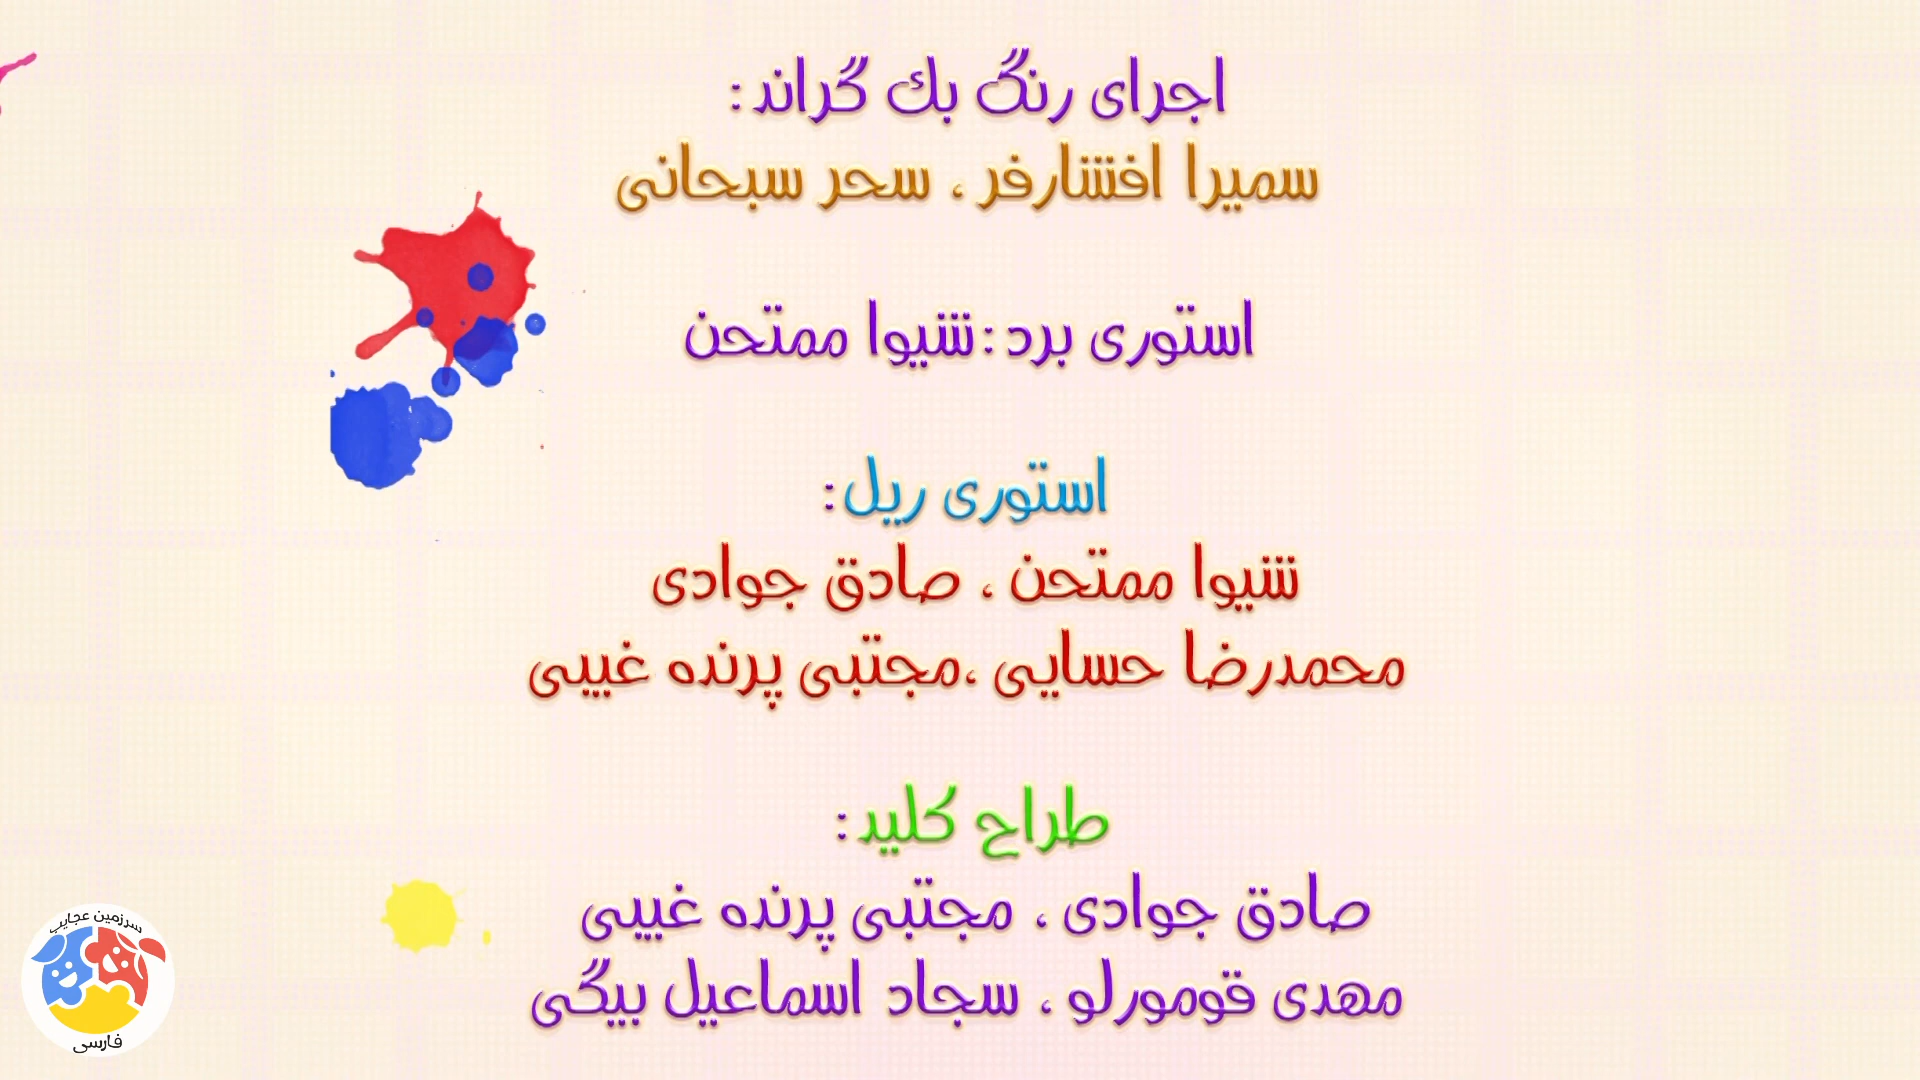 اجرای رنگ بك گراند :
سمیرا افشارفر ، سحر سبحانی
استوری برد : شیوا ممتحن
استوری ریل :
شیوا ممتحن ، صادق جوادی
محمدرضا حسایی ،مجتبی پرنده غیبی
طراح کلید :
صادق جوادی ، مجتبی پرنده غیبی
مهدی قومورلو ، سجاد اسماعیل بیگی
سرزمین عجایب
فارسی